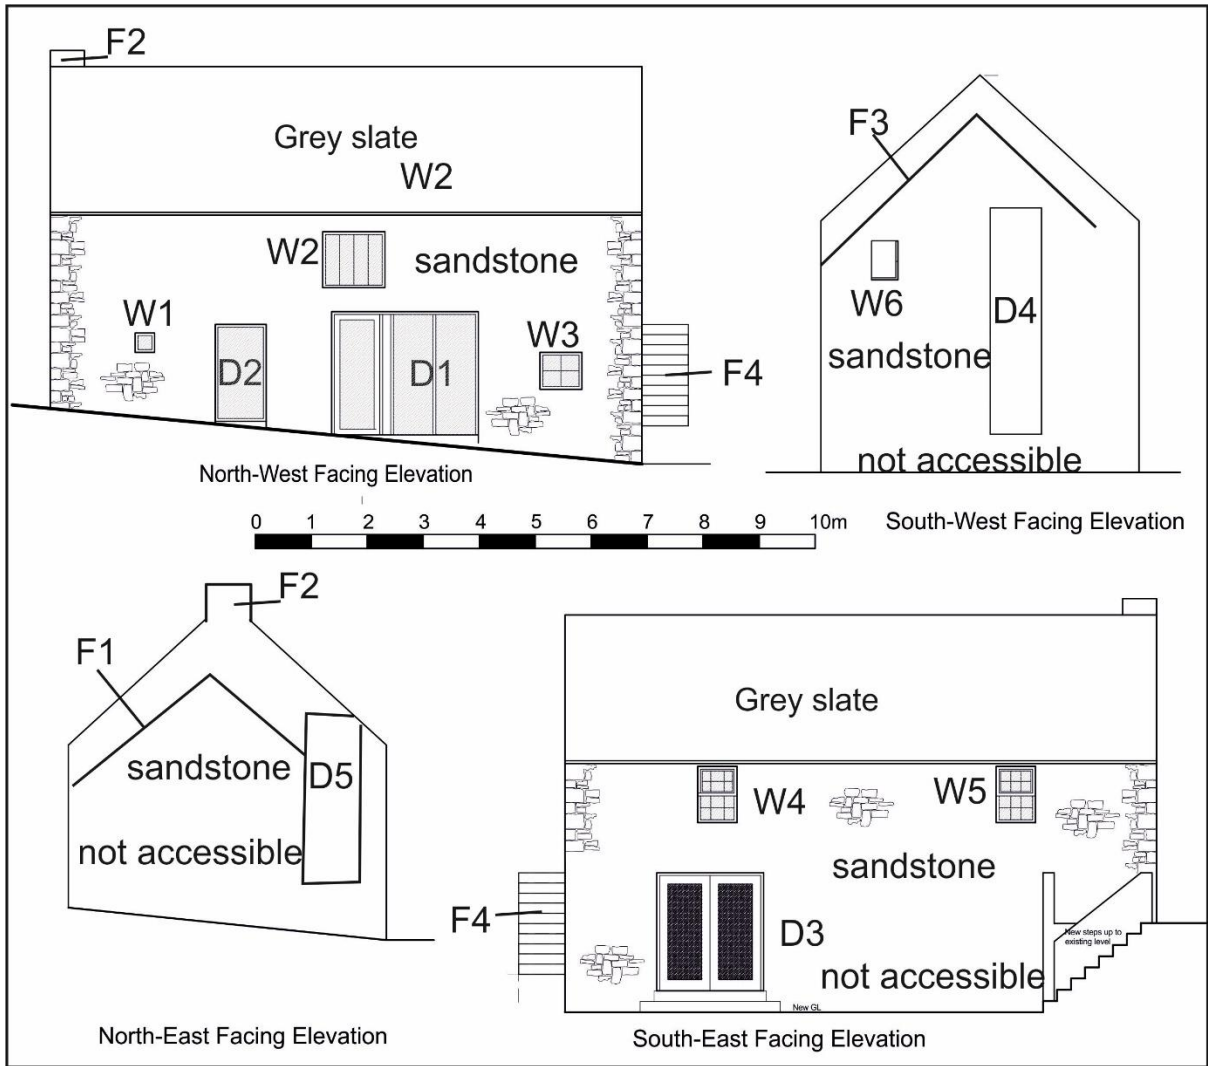 F2
Grey slate
W2
W2
sandstone
W1
W3
D2
D1
F4
North-West Facing Elevation
F3
W6
D4
sandstone
not accessible
South-West Facing Elevation
0 1 2 3 4 5 6 7 8 9 10m
F2
F1
sandstone
D5
not accessible
North-East Facing Elevation
Grey slate
W4
W5
sandstone
F4
D3
New steps up to
existing level
not accessible
New GL
South-East Facing Elevation